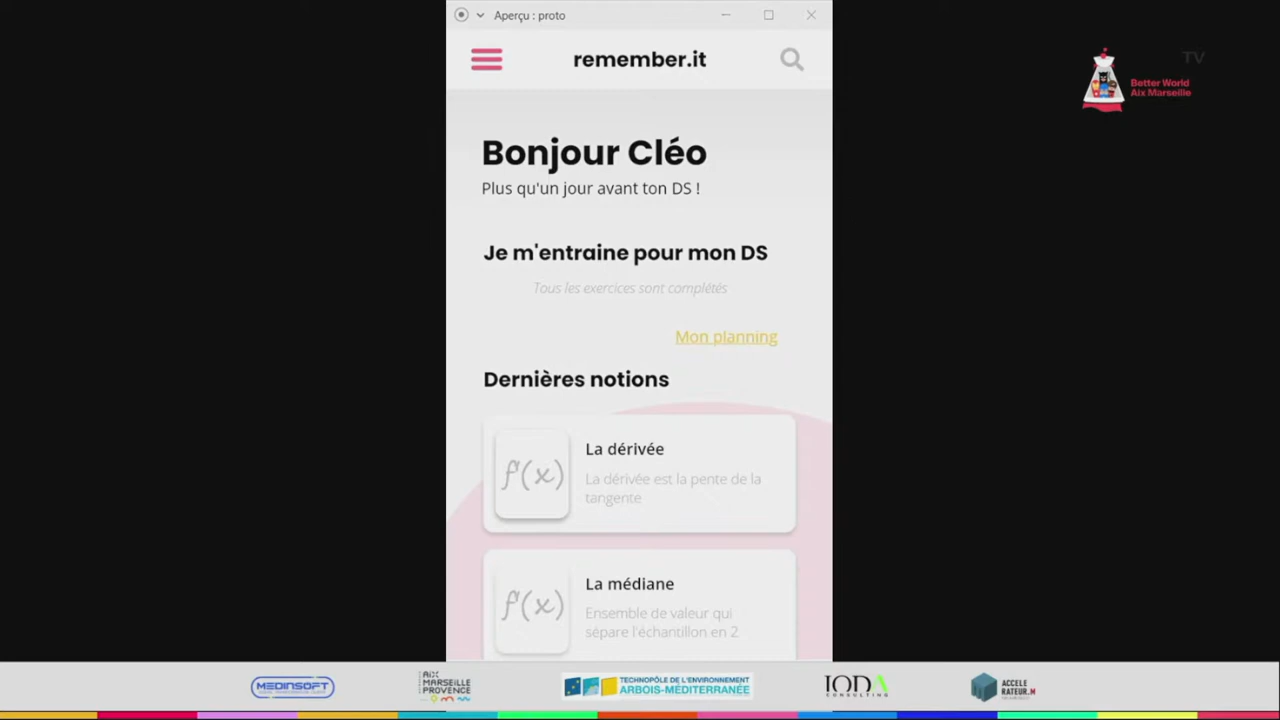 Aperçu : proto
remember.it
TV
Better World
Aix Marseille
Bonjour Cléo
Plus qu'un jour avant ton DS !
Je m'entraine pour mon DS
Tous les exercices sont complétés
Mon planning
Dernières notions
f'(x)
La dérivée
La dérivée est la pente de la
tangente
f'(x)
La médiane
Ensemble de valeur qui
sépare l'échantillon en 2
MEDINSOFT
AIX
MARSEILLE
PROVENCE
TECHNOPÔLE DE L'ENVIRONNEMENT
ARBOIS-MÉDITERRANÉE
IODA
CONSULTING
ACCELE
RATEUR.M